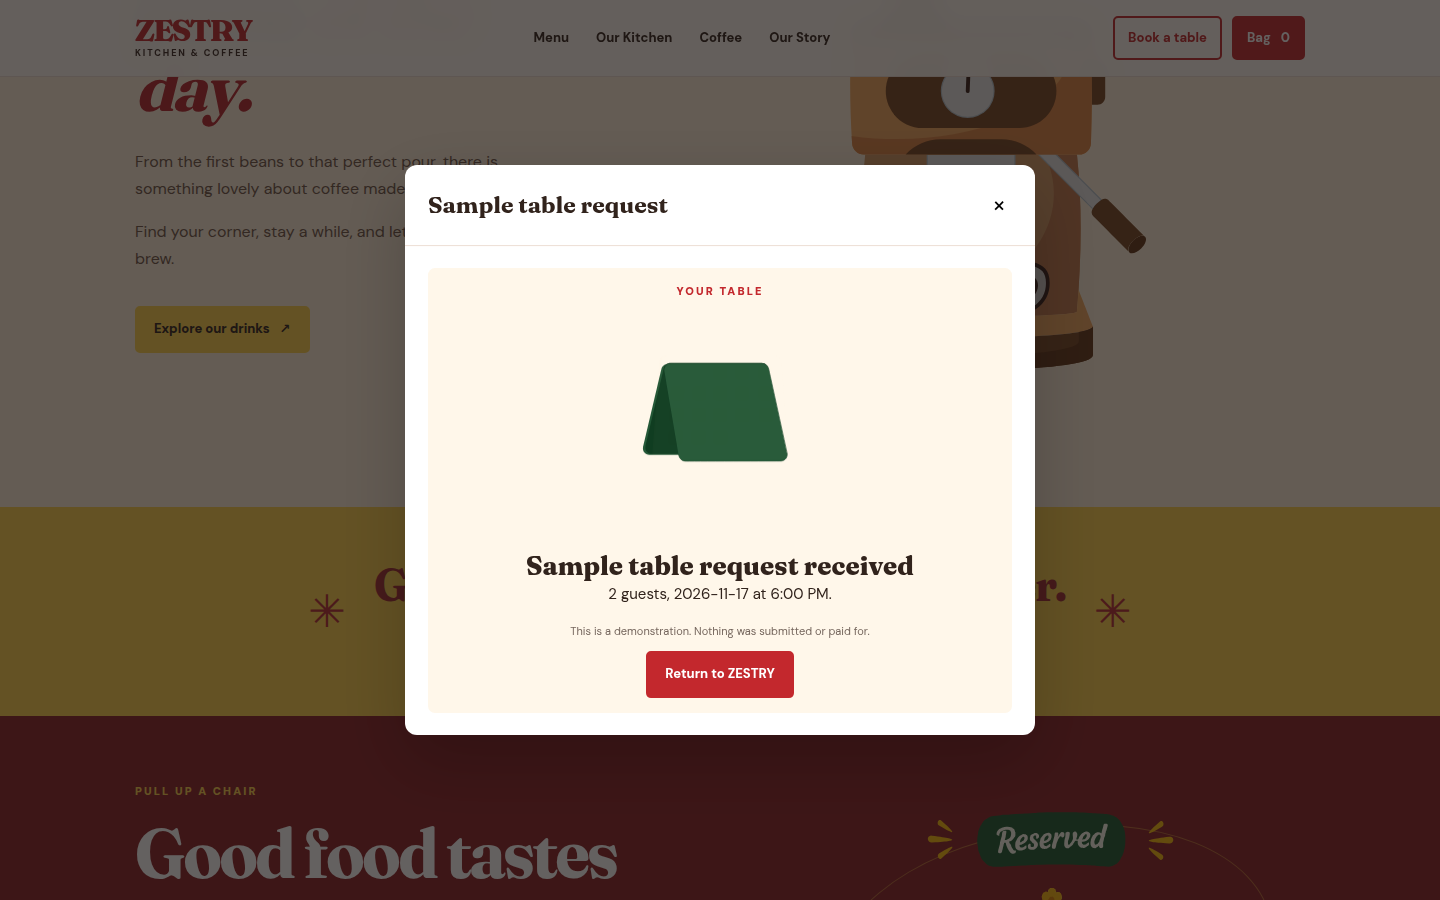 ZESTRY
KITCHEN & COFFEE
Menu
Our Kitchen
Coffee
Our Story
Book a table
Bag 0
day.
From the first beans to that perfect pour, there is
something lovely about coffee made
Find your corner, stay a while, and let
brew.
Explore our drinks ↗
Sample table request
×
YOUR TABLE
Sample table request received
2 guests, 2026-11-17 at 6:00 PM.
This is a demonstration. Nothing was submitted or paid for.
Return to ZESTRY
G
r.
PULL UP A CHAIR
Good food tastes
Reserved